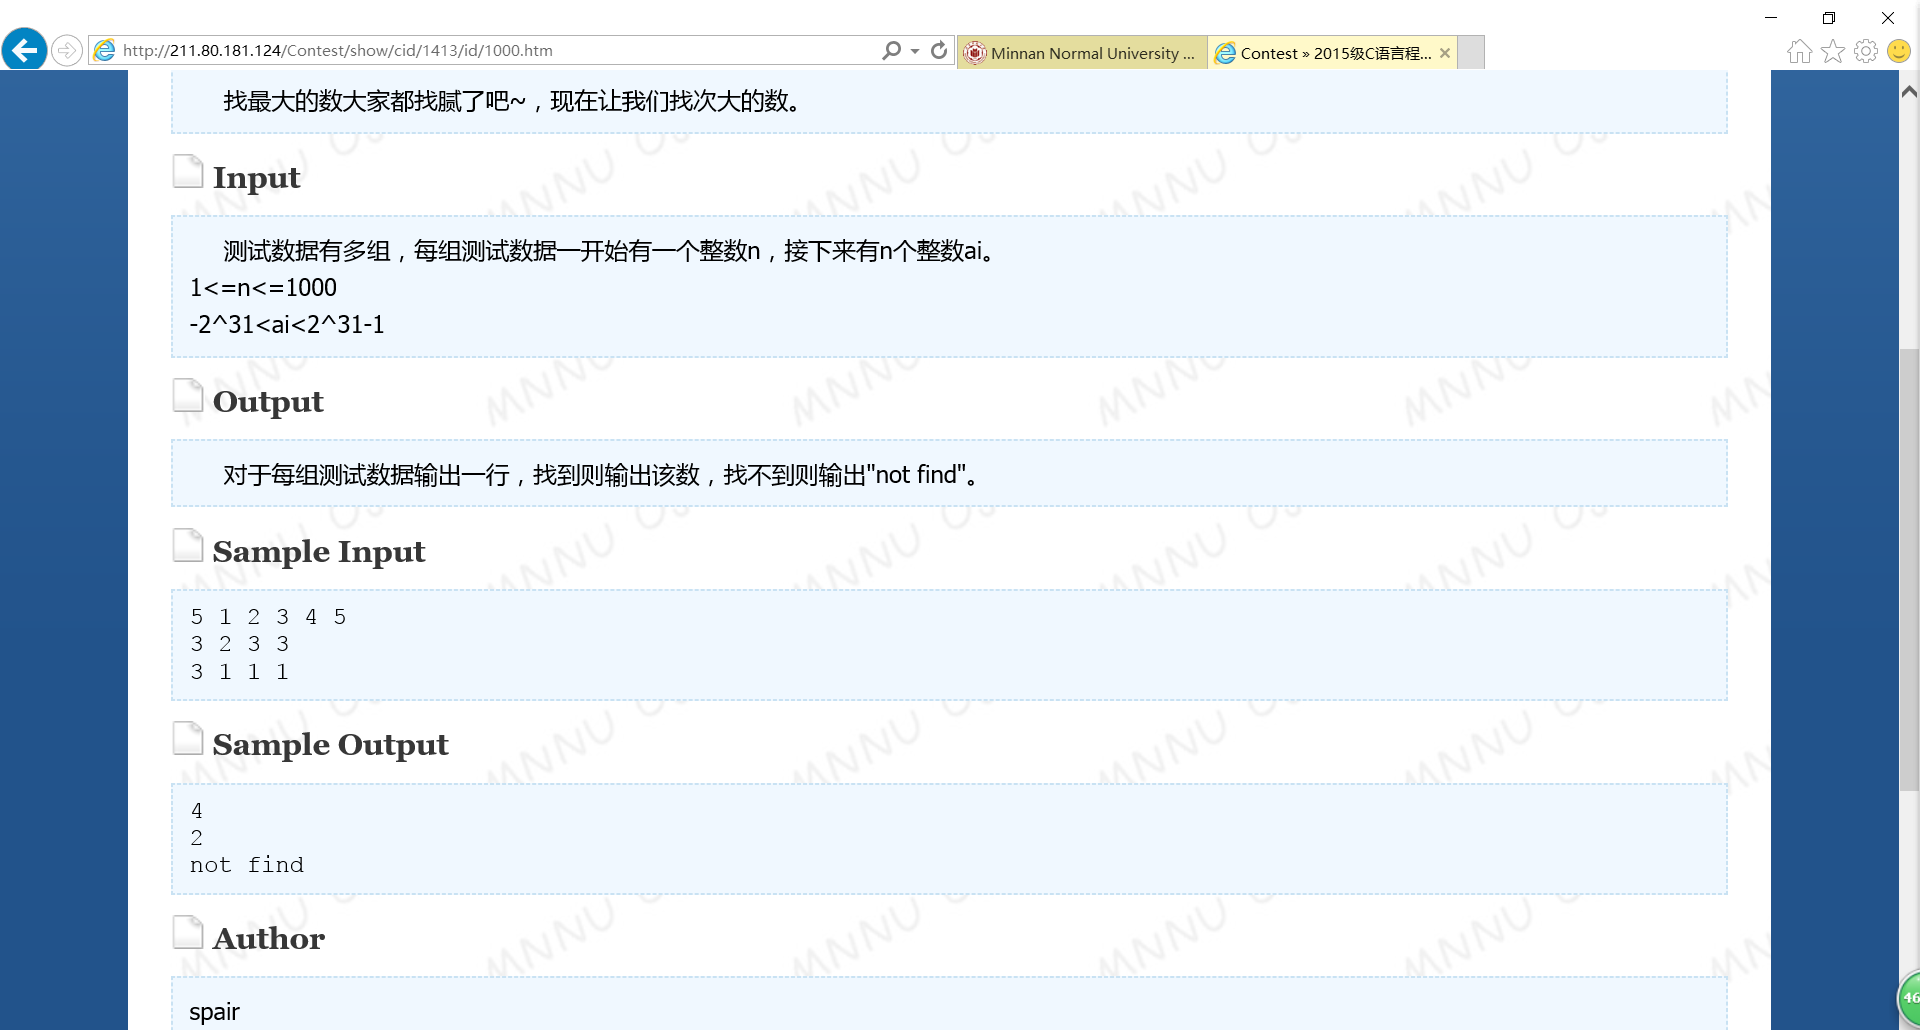 http://211.80.181.124/Contest/show/cid/1413/id/1000.htm
Minnan Normal University ...
Contest » 2015级C语言程...
找最大的数大家都找腻了吧~，现在让我们找次大的数。
Input
测试数据有多组，每组测试数据一开始有一个整数n，接下来有n个整数ai。
1<=n<=1000
-2^31<ai<2^31-1
Output
对于每组测试数据输出一行，找到则输出该数，找不到则输出"not find"。
Sample Input
5 1 2 3 4 5
3 2 3 3
3 1 1 1
Sample Output
4
2
not find
Author
spair
46